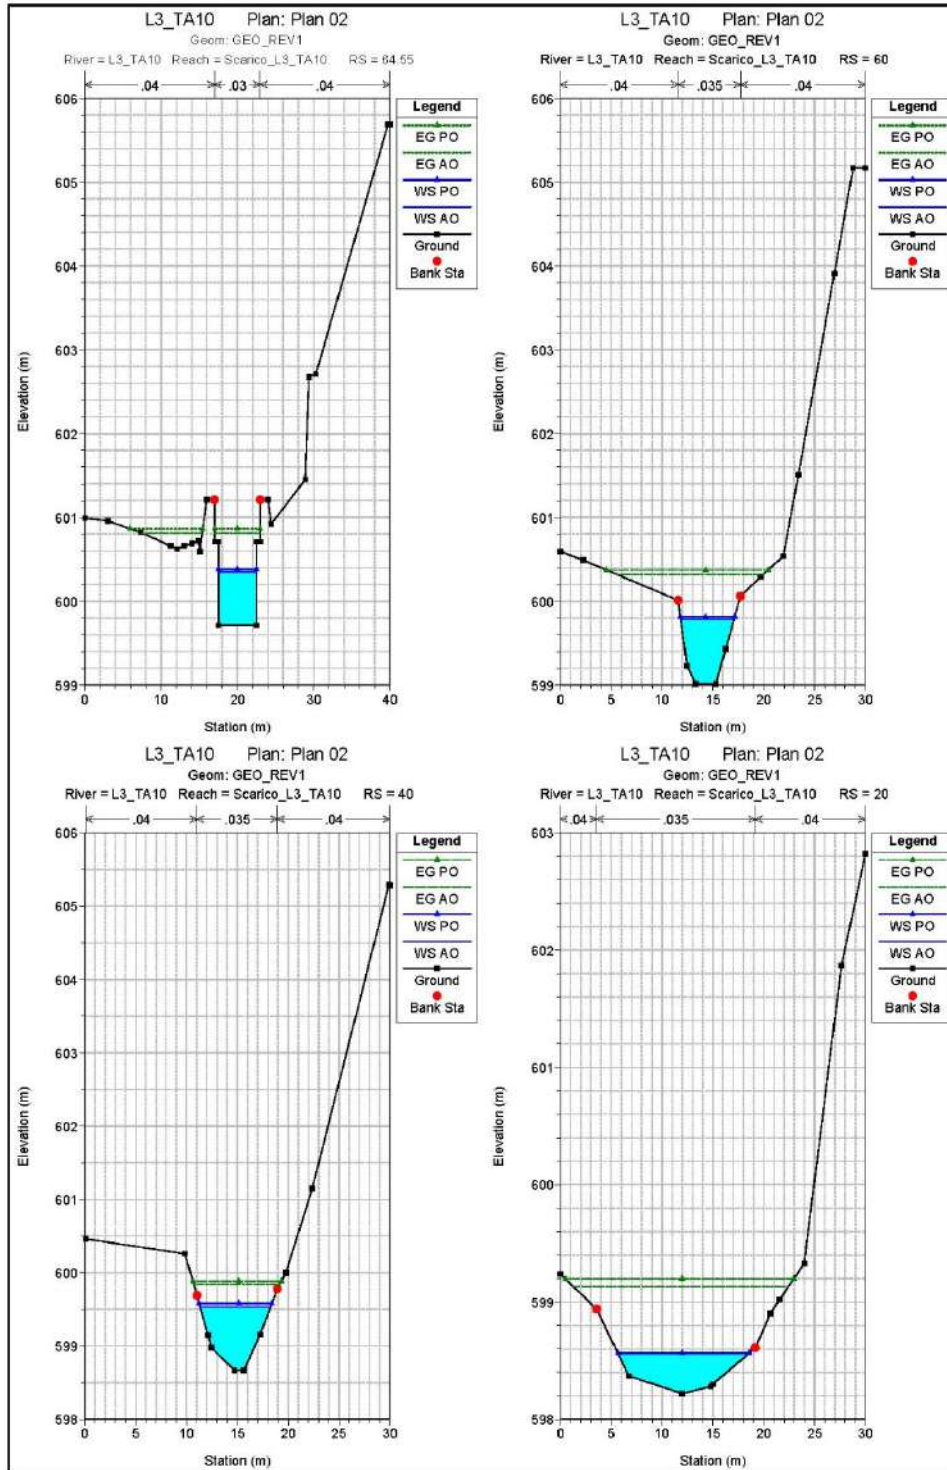 L3_TA10 Plan: Plan 02
Geom: GEO_REV1
River = L3_TA10 Reach = Scarico_L3_TA10 RS = 64.55
.04 .03 .04
Legend
EG PO
EG AO
WS PO
WS AO
Ground
Bank Sta
606
605
604
603
602
601
600
599
Elevation (m)
0 10 20 30 40
Station (m)
L3_TA10 Plan: Plan 02
Geom: GEO_REV1
River = L3_TA10 Reach = Scarico_L3_TA10 RS = 60
.04 .035 .04
Legend
EG PO
EG AO
WS PO
WS AO
Ground
Bank Sta
606
605
604
603
602
601
600
599
Elevation (m)
0 5 10 15 20 25 30
Station (m)
L3_TA10 Plan: Plan 02
Geom: GEO_REV1
River = L3_TA10 Reach = Scarico_L3_TA10 RS = 40
.04 .035 .04
Legend
EG PO
EG AO
WS PO
WS AO
Ground
Bank Sta
606
605
604
603
602
601
600
599
598
Elevation (m)
0 5 10 15 20 25 30
Station (m)
L3_TA10 Plan: Plan 02
Geom: GEO_REV1
River = L3_TA10 Reach = Scarico_L3_TA10 RS = 20
.04 .035 .04
Legend
EG PO
EG AO
WS PO
WS AO
Ground
Bank Sta
603
602
601
600
599
598
Elevation (m)
0 5 10 15 20 25 30
Station (m)